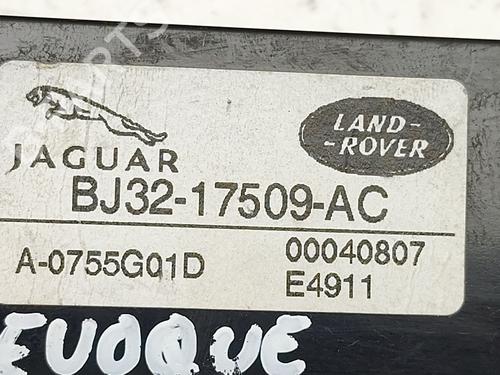 JAGUAR
LAND-
-ROVER
BJ32-17509-AC
A-0755G01D
00040807
E4911
EVOQUE